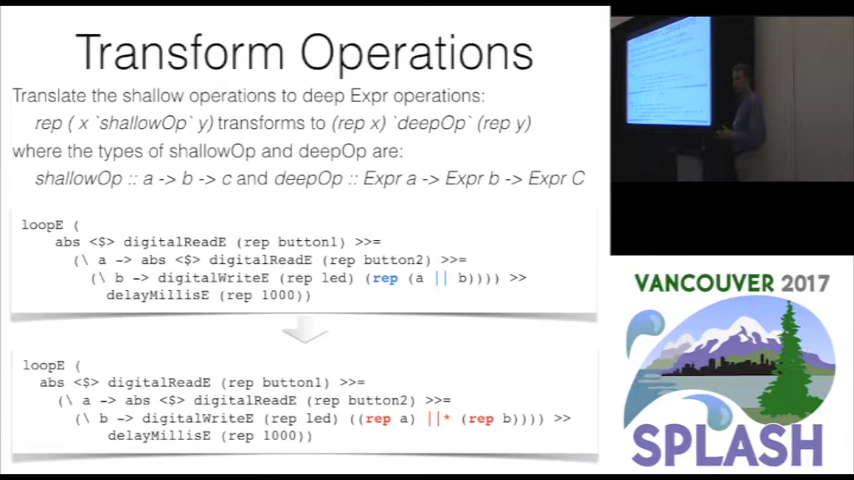 Transform Operations
Translate the shallow operations to deep Expr operations:
rep ( x `shallowOp` y) transforms to (rep x) `deepOp` (rep y)
where the types of shallowOp and deepOp are:
shallowOp :: a -> b -> c and deepOp :: Expr a -> Expr b -> Expr C
loopE (
abs <$> digitalReadE (rep button1) >>=
(\ a -> abs <$> digitalReadE (rep button2) >>=
(\ b -> digitalWriteE (rep led) (rep (a || b)))) >>
delayMillisE (rep 1000))
loopE (
abs <$> digitalReadE (rep button1) >>=
(\ a -> abs <$> digitalReadE (rep button2) >>=
(\ b -> digitalWriteE (rep led) ((rep a) ||* (rep b)))) >>
delayMillisE (rep 1000))
VANCOUVER 2017
SPLASH